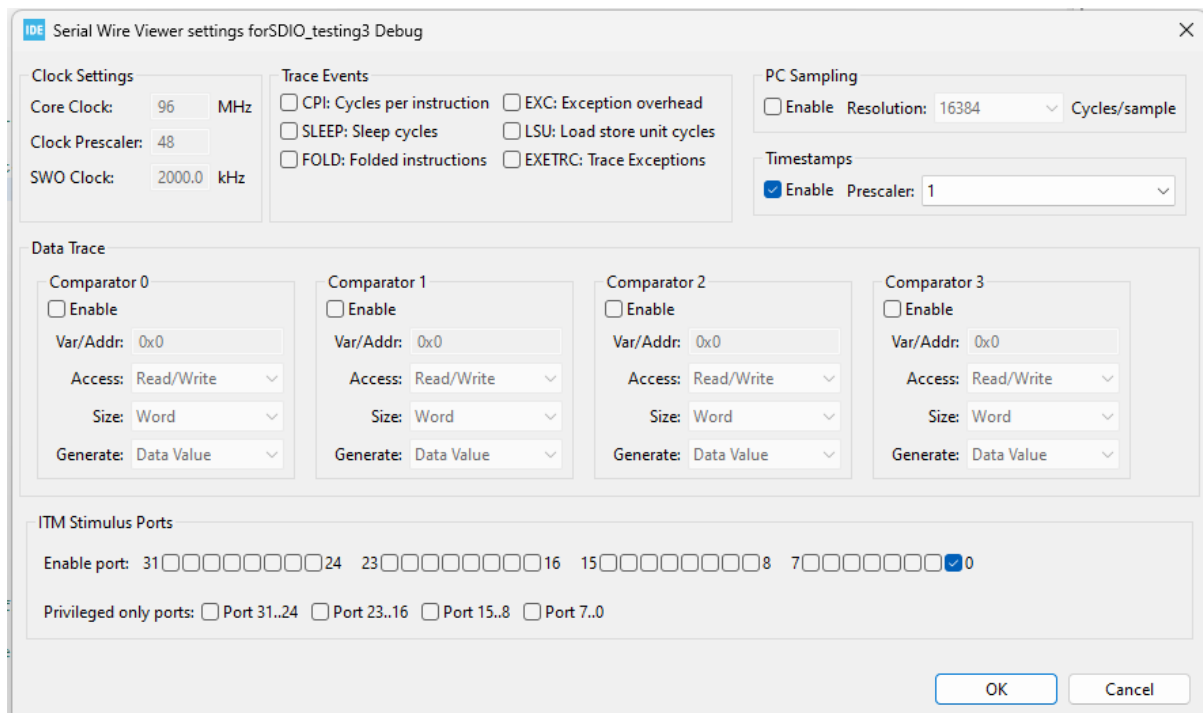 IDE Serial Wire Viewer settings forSDIO_testing3 Debug
Clock Settings
Core Clock: 96 MHz
Clock Prescaler: 48
SWO Clock: 2000.0 kHz
Trace Events
CPI: Cycles per instruction EXC: Exception overhead
SLEEP: Sleep cycles LSU: Load store unit cycles
FOLD: Folded instructions EXETRC: Trace Exceptions
PC Sampling
Enable Resolution: 16384 Cycles/sample
Timestamps
Enable Prescaler: 1
Data Trace
Comparator 0
Enable
Var/Addr: 0x0
Access: Read/Write
Size: Word
Generate: Data Value
Comparator 1
Enable
Var/Addr: 0x0
Access: Read/Write
Size: Word
Generate: Data Value
Comparator 2
Enable
Var/Addr: 0x0
Access: Read/Write
Size: Word
Generate: Data Value
Comparator 3
Enable
Var/Addr: 0x0
Access: Read/Write
Size: Word
Generate: Data Value
ITM Stimulus Ports
Enable port: 31 24 23 16 15 8 7 0
Privileged only ports: Port 31..24 Port 23..16 Port 15..8 Port 7..0
OK Cancel